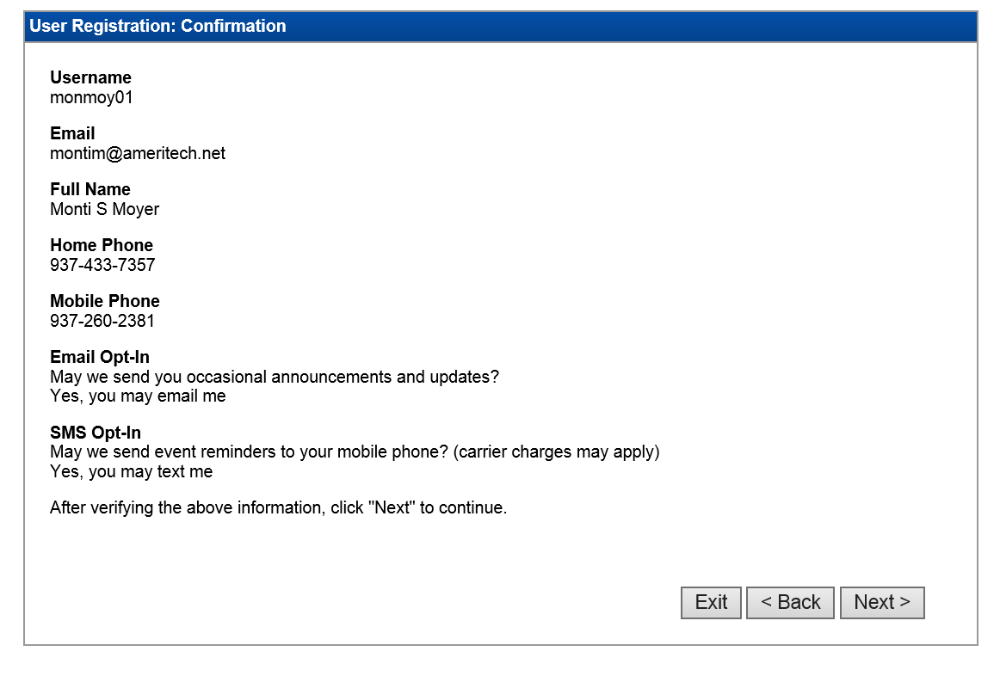 User Registration: Confirmation
Username
monmoy01
Email
montim@ameritech.net
Full Name
Monti S Moyer
Home Phone
937-433-7357
Mobile Phone
937-260-2381
Email Opt-In
May we send you occasional announcements and updates?
Yes, you may email me
SMS Opt-In
May we send event reminders to your mobile phone? (carrier charges may apply)
Yes, you may text me
After verifying the above information, click "Next" to continue.
Exit < Back Next >